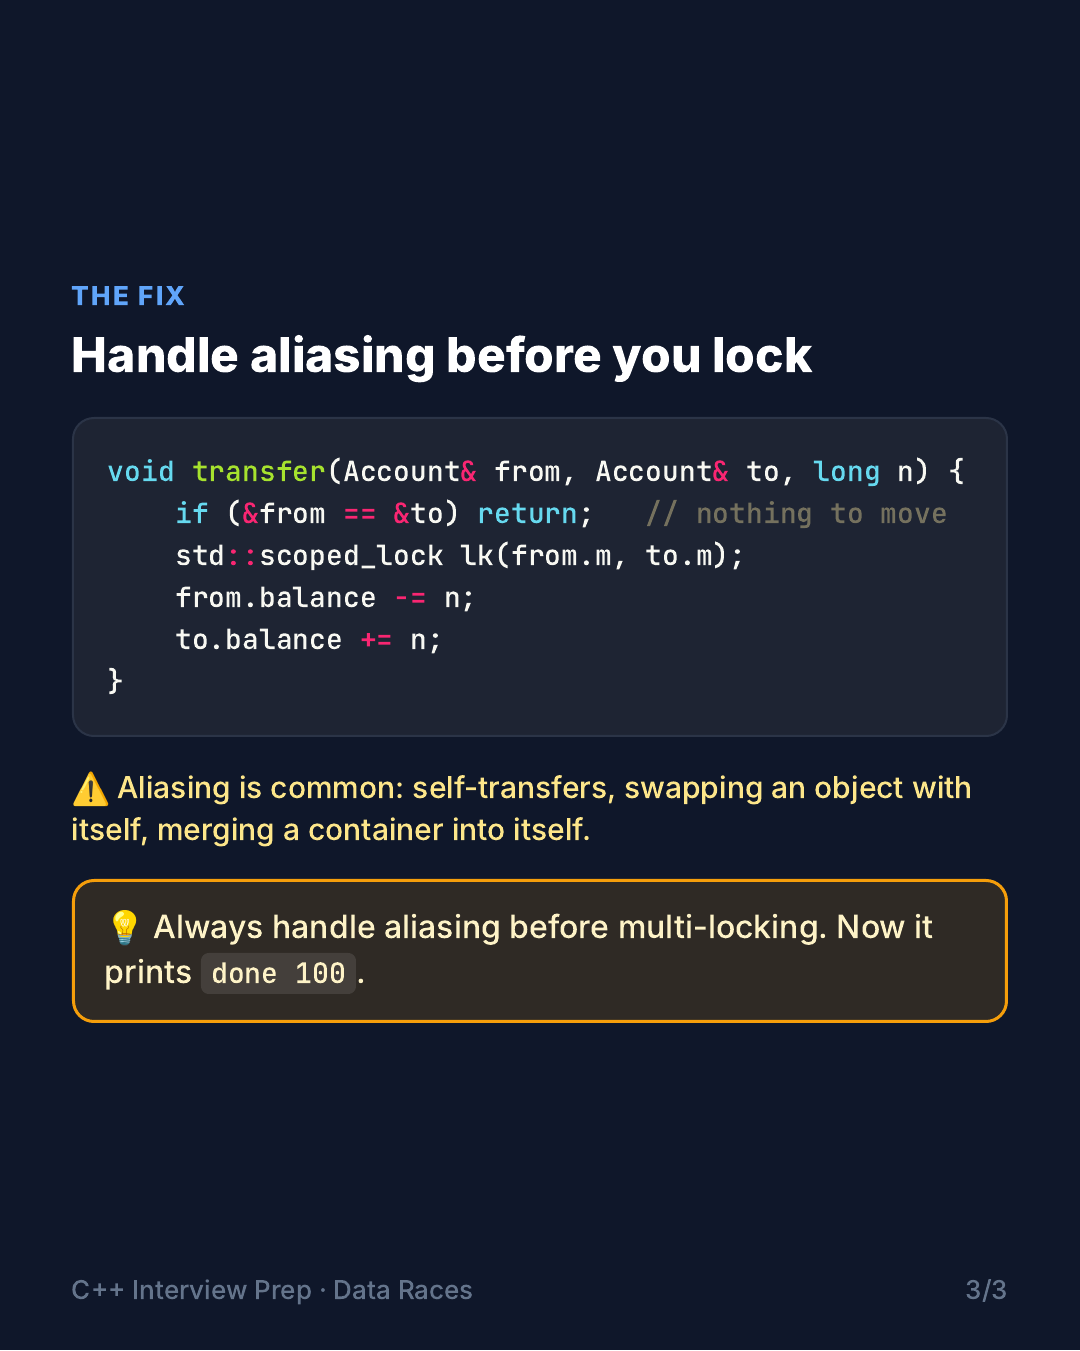 THE FIX
Handle aliasing before you lock
void transfer(Account& from, Account& to, long n) {
    if (&from == &to) return;   // nothing to move
    std::scoped_lock lk(from.m, to.m);
    from.balance -= n;
    to.balance += n;
}
⚠️ Aliasing is common: self-transfers, swapping an object with
itself, merging a container into itself.
💡 Always handle aliasing before multi-locking. Now it
prints done 100.
C++ Interview Prep · Data Races
3/3